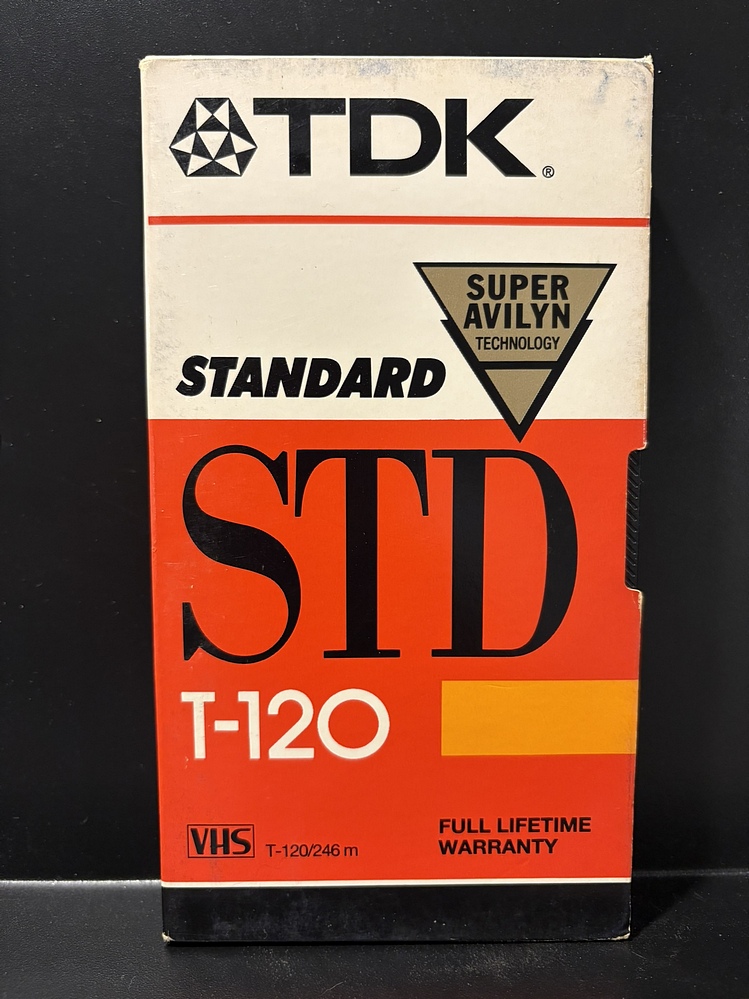 TDK®
SUPER
AVILYN
TECHNOLOGY
STANDARD
STD
T-120
VHS T-120/246 m
FULL LIFETIME
WARRANTY